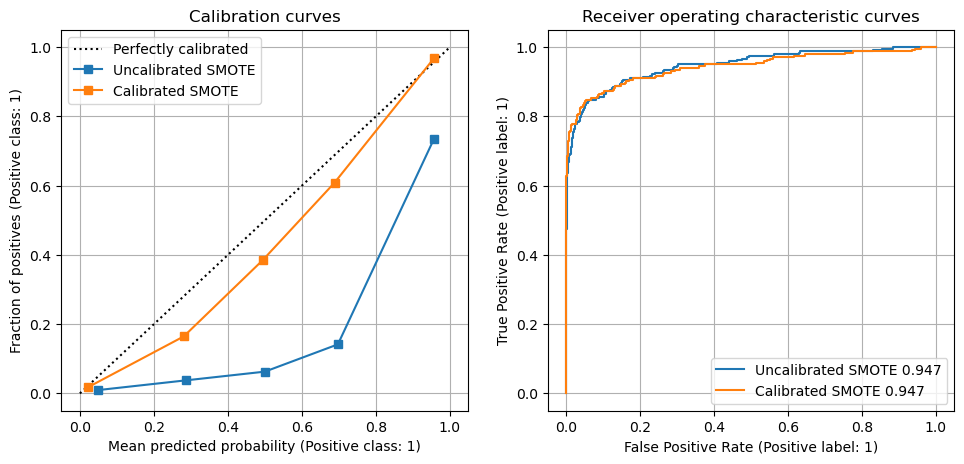 Calibration curves
1.0
0.8
0.6
0.4
0.2
0.0
Fraction of positives (Positive class: 1)
Perfectly calibrated
Uncalibrated SMOTE
Calibrated SMOTE
0.0 0.2 0.4 0.6 0.8 1.0
Mean predicted probability (Positive class: 1)
Receiver operating characteristic curves
1.0
0.8
0.6
0.4
0.2
0.0
True Positive Rate (Positive label: 1)
Uncalibrated SMOTE 0.947
Calibrated SMOTE 0.947
0.0 0.2 0.4 0.6 0.8 1.0
False Positive Rate (Positive label: 1)